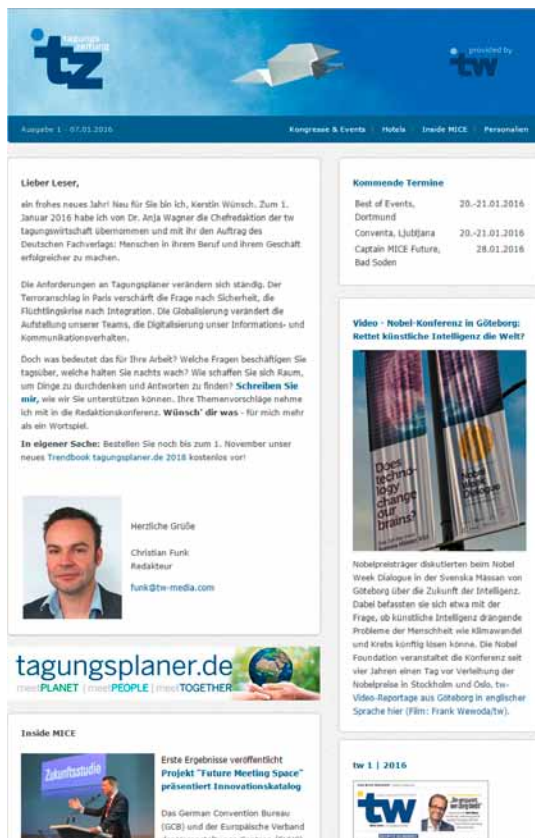 tagungs
zeitung
tz
provided by
tw
Ausgabe 1 - 07.01.2016
Kongresse & Events | Hotels | Inside MICE | Personalien
Lieber Leser,
ein frohes neues Jahr! Neu für Sie bin ich, Kerstin Wünsch. Zum 1.
Januar 2016 habe ich von Dr. Anja Wagner die Chefredaktion der tw
tagungswirtschaft übernommen und mit ihr den Auftrag des
Deutschen Fachverlags: Menschen in ihrem Beruf und ihrem Geschäft
erfolgreicher zu machen.
Die Anforderungen an Tagungsplaner verändern sich ständig. Der
Terroranschlag in Paris verschärft die Frage nach Sicherheit, die
Flüchtlingskrise nach Integration. Die Globalisierung verändert die
Aufstellung unserer Teams, die Digitalisierung unser Informations- und
Kommunikationsverhalten.
Doch was bedeutet das für Ihre Arbeit? Welche Fragen beschäftigen Sie
tagsüber, welche halten Sie nachts wach? Wie schaffen Sie sich Raum,
um Dinge zu durchdenken und Antworten zu finden? Schreiben Sie
mir, wie wir Sie unterstützen können. Ihre Themenvorschläge nehme
ich mit in die Redaktionskonferenz. Wünsch' dir was - für mich mehr
als ein Wortspiel.
In eigener Sache: Bestellen Sie noch bis zum 1. November unser
neues Trendbook tagungsplaner.de 2016 kostenlos vor!
Herzliche Grüße
Christian Funk
Redakteur
funk@tw-media.com
tagungsplaner.de
meetPLANET | meetPEOPLE | meetTOGETHER
Inside MICE
Zukunftsstudie
Erste Ergebnisse veröffentlicht
Projekt "Future Meeting Space"
präsentiert Innovationskatalog
Das German Convention Bureau
(GCB) und der Europäische Verband
Kommende Termine
Best of Events, 20.-21.01.2016
Dortmund
Conventa, Ljubljana 20.-21.01.2016
Captain MICE Future, 28.01.2016
Bad Soden
Video - Nobel-Konferenz in Göteborg:
Rettet künstliche Intelligenz die Welt?
Does
techno-
logy
change
our
brains?
Nobel
Week
Dialogue
Nobelpreisträger diskutierten beim Nobel
Week Dialogue in der Svenska Mässan von
Göteborg über die Zukunft der Intelligenz.
Dabei befassten sie sich etwa mit der
Frage, ob künstliche Intelligenz drängende
Probleme der Menschheit wie Klimawandel
und Krebs künftig lösen könne. Die Nobel
Foundation veranstaltet die Konferenz seit
vier Jahren einen Tag vor Verleihung der
Nobelpreise in Stockholm und Oslo. tw-
Video-Reportage aus Göteborg in englischer
Sprache hier (Film: Frank Wewoda/tw).
tw 1 | 2016
tw